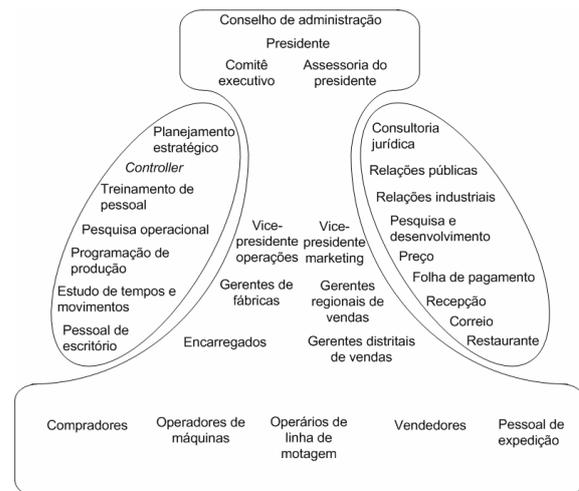 Conselho de administração
Presidente
Comitê
executivo
Assessoria do
presidente
Planejamento
estratégico
Controller
Treinamento de
pessoal
Pesquisa operacional
Programação de
produção
Estudo de tempos e
movimentos
Pessoal de
escritório
Vice-
presidente
operações
Gerentes de
fábricas
Encarregados
Vice-
presidente
marketing
Gerentes
regionais de
vendas
Gerentes distritais
de vendas
Consultoria
jurídica
Relações públicas
Relações industriais
Pesquisa e
desenvolvimento
Preço
Folha de pagamento
Recepção
Correio
Restaurante
Compradores
Operadores de
máquinas
Operários de
linha de
motagem
Vendedores
Pessoal de
expedição